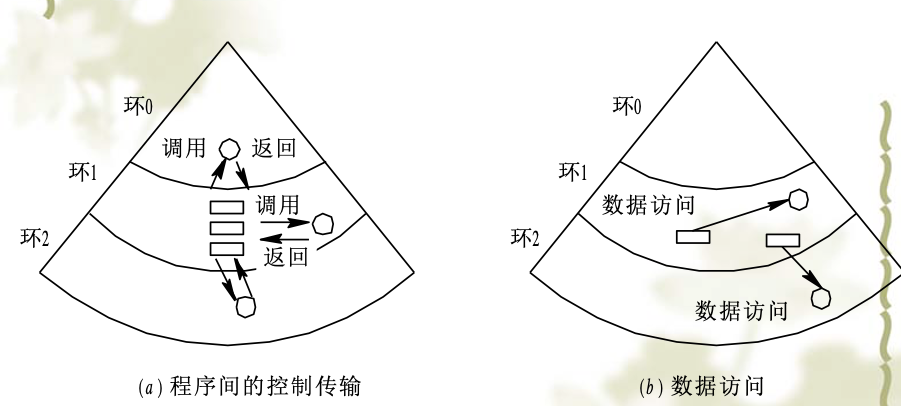 环0
调用
返回
环1
调用
环2
返回
(a) 程序间的控制传输
环0
环1
数据访问
环2
数据访问
(b) 数据访问